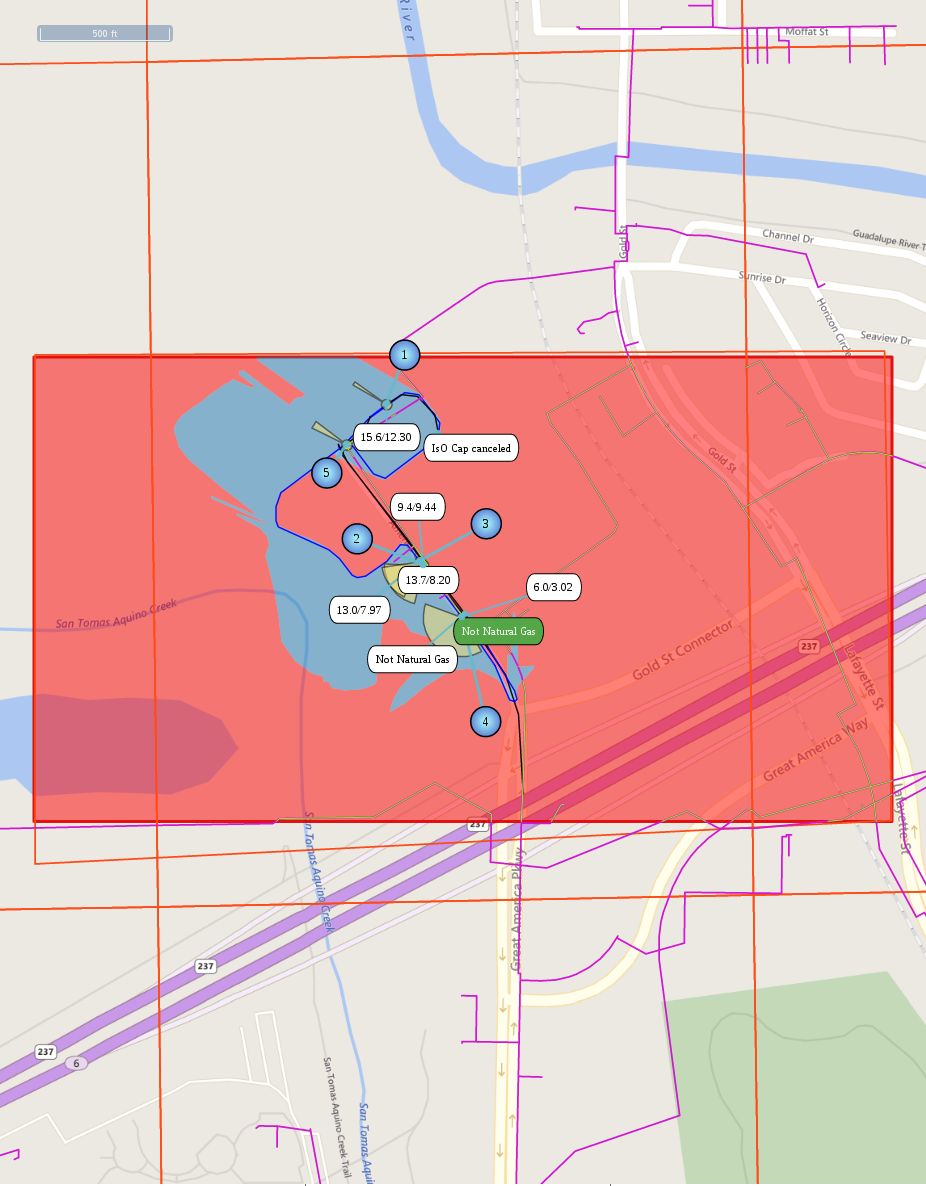 500 ft
River
Moffat St
Gold St
Channel Dr
Guadalupe River T
Sunrise Dr
Horizon Circle
Seaview Dr
1
15.6/12.30
IsO Cap canceled
5
Gold St
9.4/9.44
2
3
13.7/8.20
6.0/3.02
13.0/7.97
San Tomas Aquino Creek
Not Natural Gas
Not Natural Gas
Gold St Connector
237
Lafayette St
4
Great America Way
237
Lafayette St
San Tomas Aquino Creek
Great America Pkwy
237
237
6
San Tomas Aquino Creek Trail
San Tomas Aquin